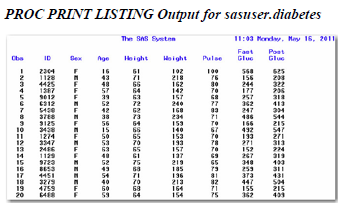 PROC PRINT LISTING Output for sasuser.diabetes
The SAS System 11:03 Monday, May 16, 2011
Fast Post
Obs ID Sex Age Height Weight Pulse Gluc Gluc
1 2304 F 16 61 102 100 568 625
2 1128 M 43 71 218 76 156 208
3 4425 F 48 66 162 80 244 322
4 1387 F 57 64 142 70 177 206
5 9012 F 39 63 157 68 257 318
6 6312 M 52 72 240 77 362 413
7 5438 F 42 62 168 83 247 304
8 3788 M 38 73 234 71 486 544
9 9125 F 56 64 159 70 166 215
10 3438 M 15 66 140 67 492 547
11 1274 F 50 65 153 70 193 271
12 3347 M 53 70 193 78 271 313
13 2486 F 63 65 157 70 152 224
14 1129 F 48 61 137 69 267 319
15 9723 M 52 75 219 65 348 403
16 8653 M 49 68 185 79 259 311
17 4451 M 54 71 196 81 373 431
18 3279 M 40 70 213 82 447 504
19 4759 F 60 68 164 71 155 215
20 6488 F 59 64 154 75 362 409